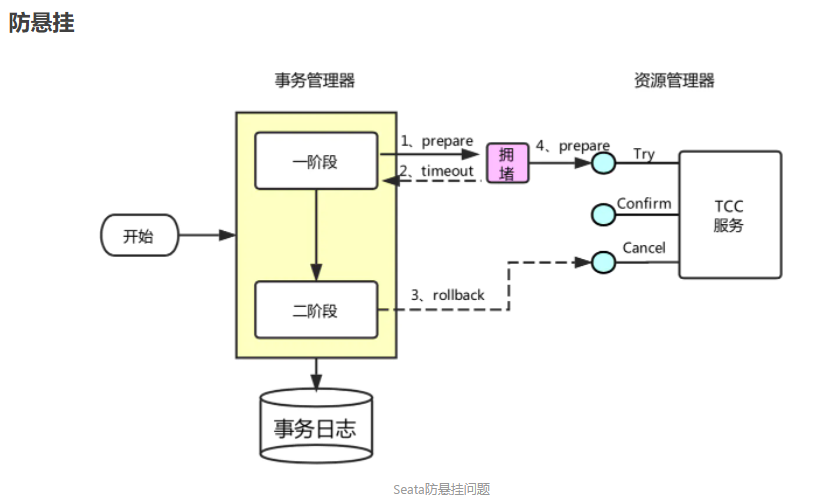 防悬挂
事务管理器
资源管理器
一阶段
1、prepare
2、timeout
拥
堵
4、prepare
Try
Confirm
TCC
服务
Cancel
开始
二阶段
3、rollback
事务日志
Seata防悬挂问题